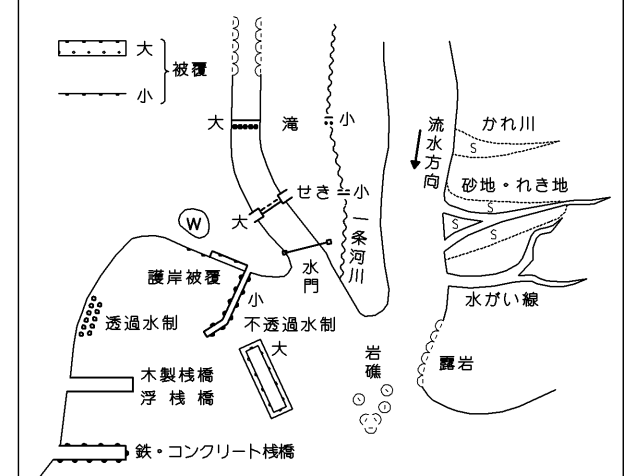 大
小
被覆
大 滝 小
流水方向
かれ川
S
砂地・れき地
S
S
S
せき 小
大
一条河川
W
水門
護岸被覆
小
水がい線
透過水制
不透過水制
大
岩礁
露岩
木製桟橋
浮桟橋
鉄・コンクリート桟橋